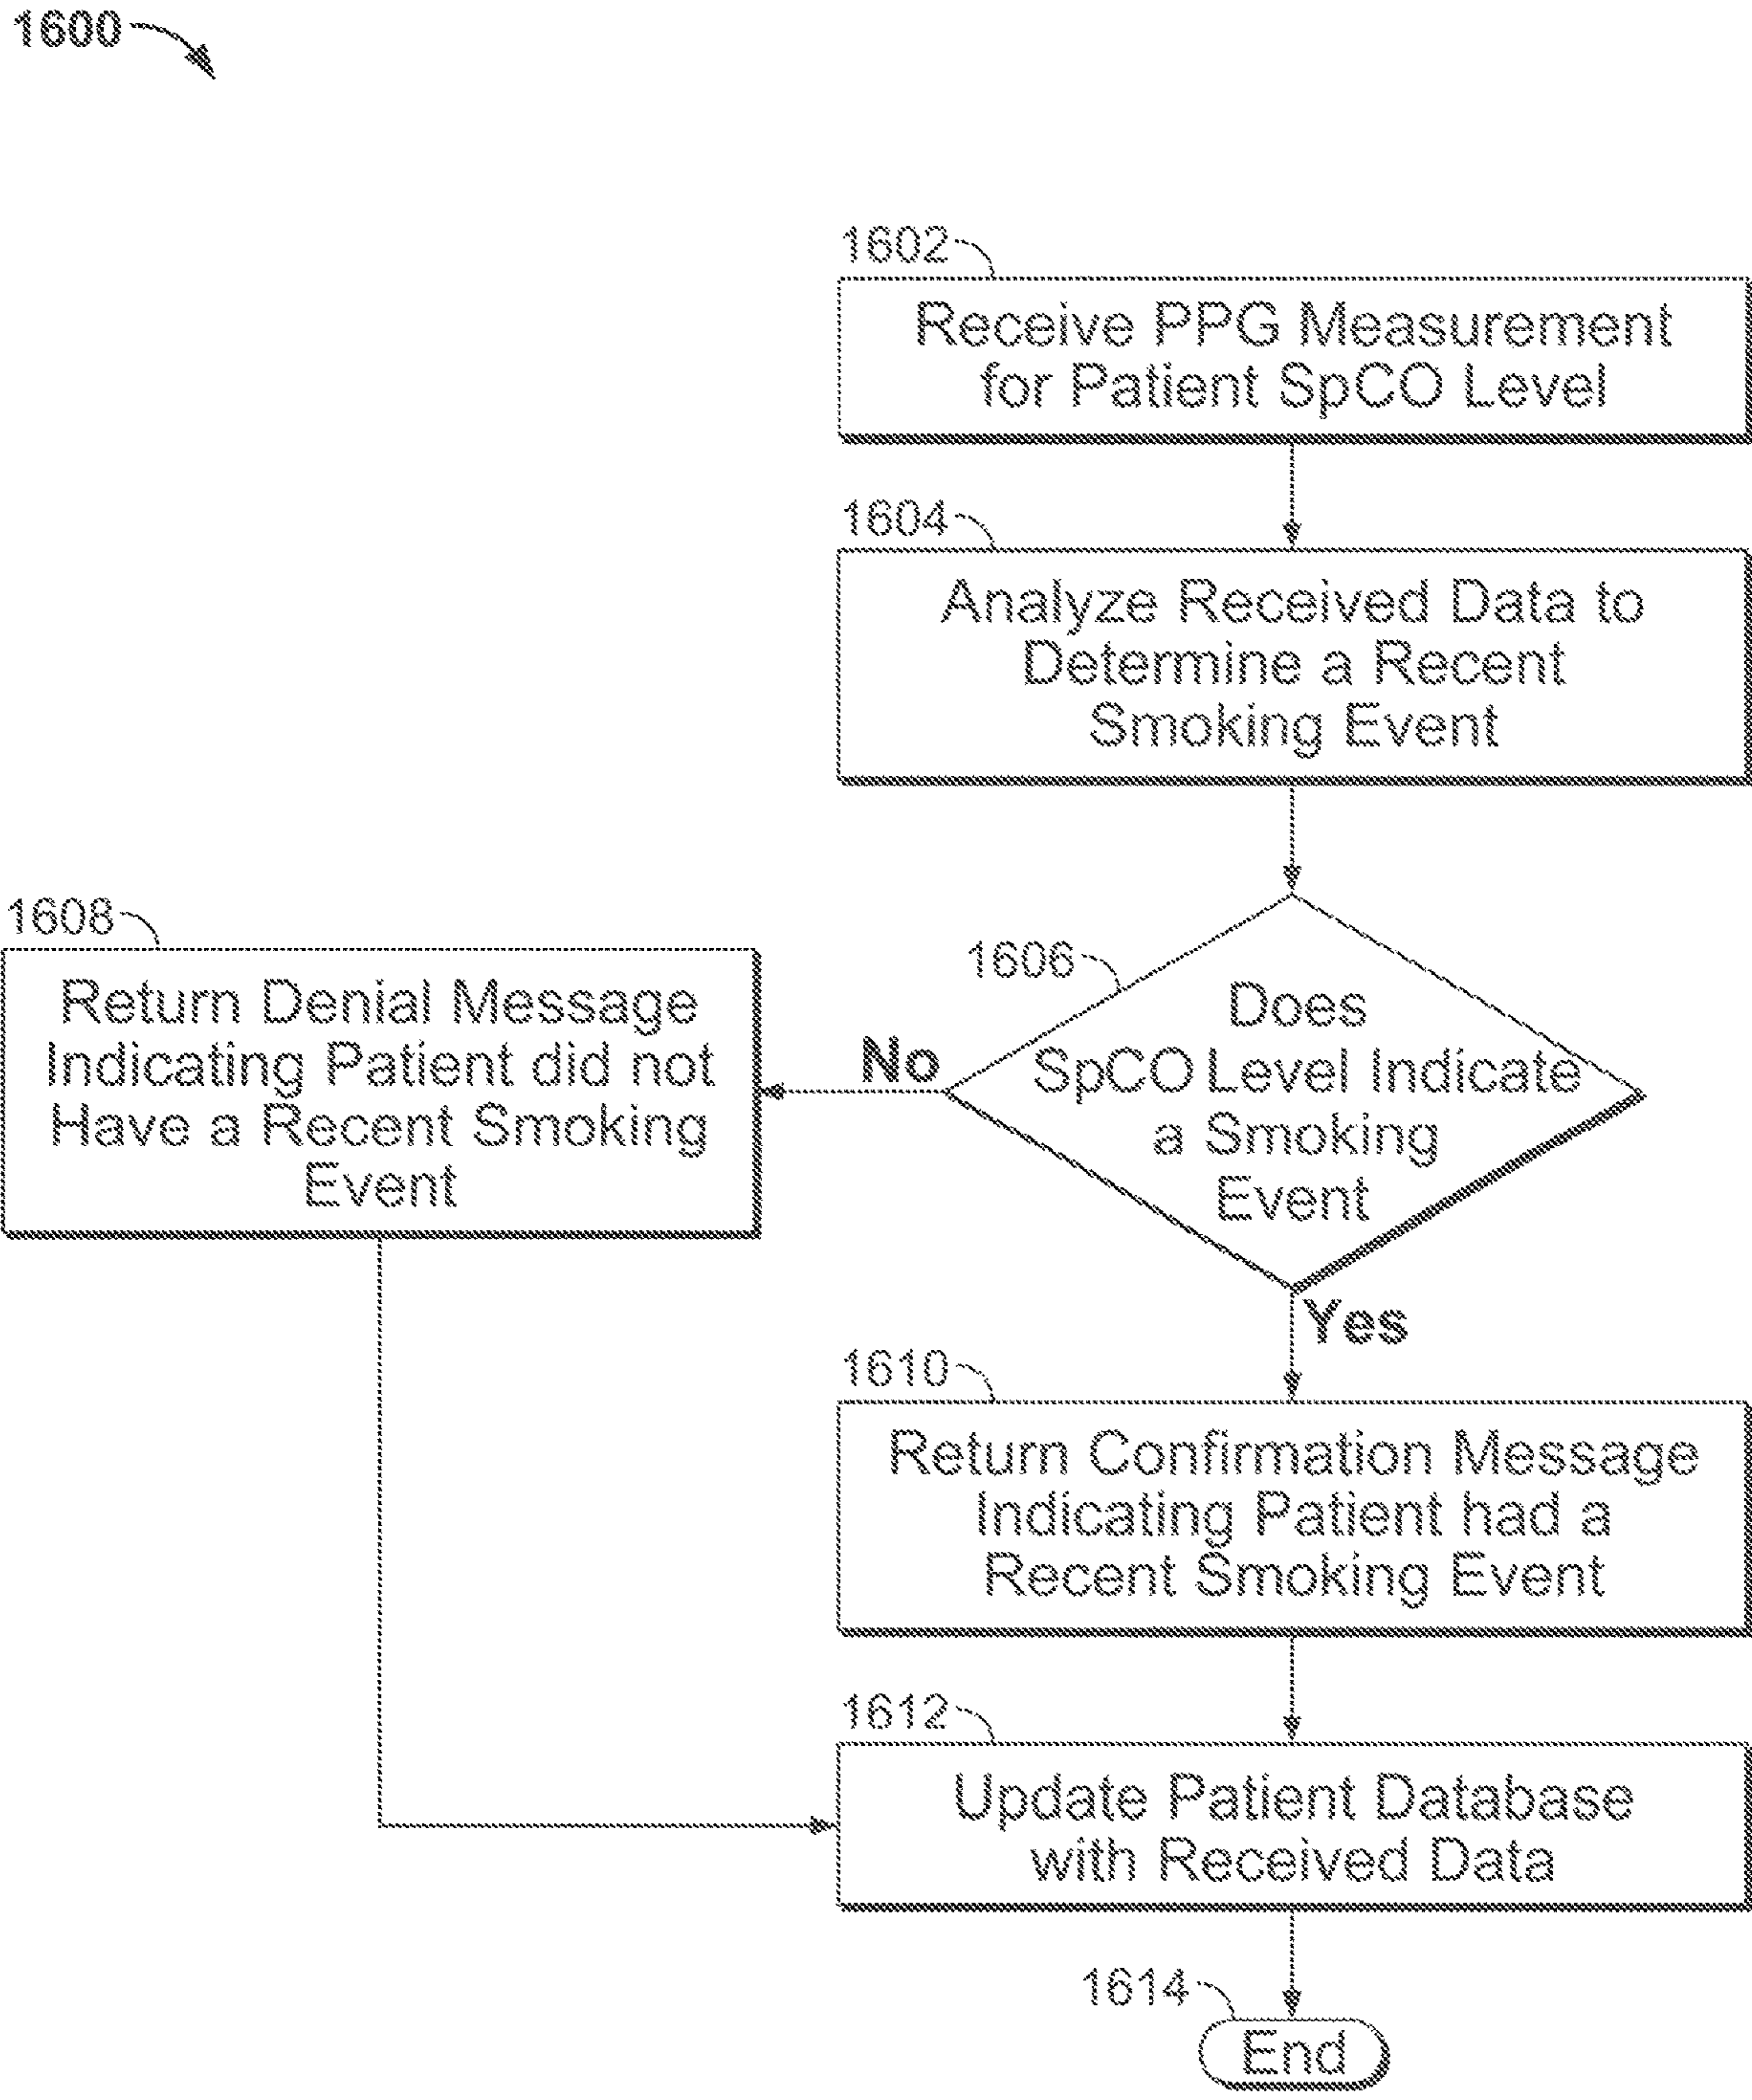 1600
1602
Receive PPG Measurement
for Patient SpCO Level
1604
Analyze Received Data to
Determine a Recent
Smoking Event
1606
Does
SpCO Level Indicate
a Smoking
Event
No
1608
Return Denial Message
Indicating Patient did not
Have a Recent Smoking
Event
Yes
1610
Return Confirmation Message
Indicating Patient had a
Recent Smoking Event
1612
Update Patient Database
with Received Data
1614
End